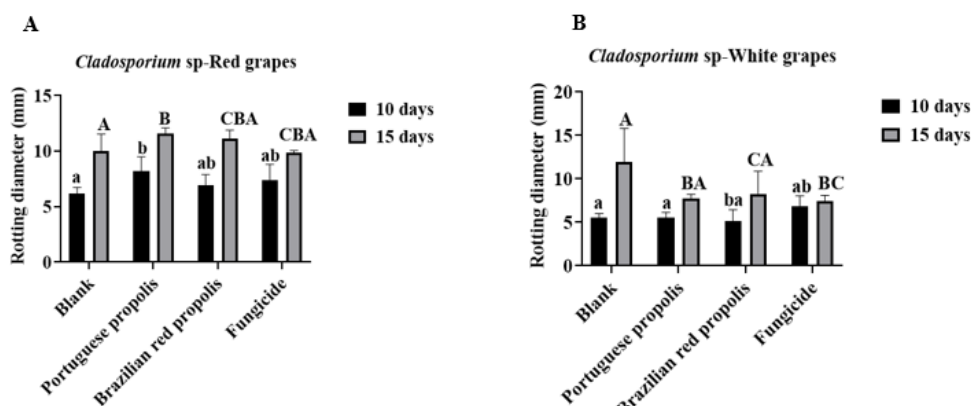 A
Cladosporium sp-Red grapes
Rotting diameter (mm)
15
10
5
0
A
B
CBA
CBA
a
b
ab
ab
10 days
15 days
Blank
Portuguese propolis
Brazilian red propolis
Fungicide
B
Cladosporium sp-White grapes
Rotting diameter (mm)
20
15
10
5
0
A
BA
CA
BC
a
a
ba
ab
10 days
15 days
Blank
Portuguese propolis
Brazilian red propolis
Fungicide